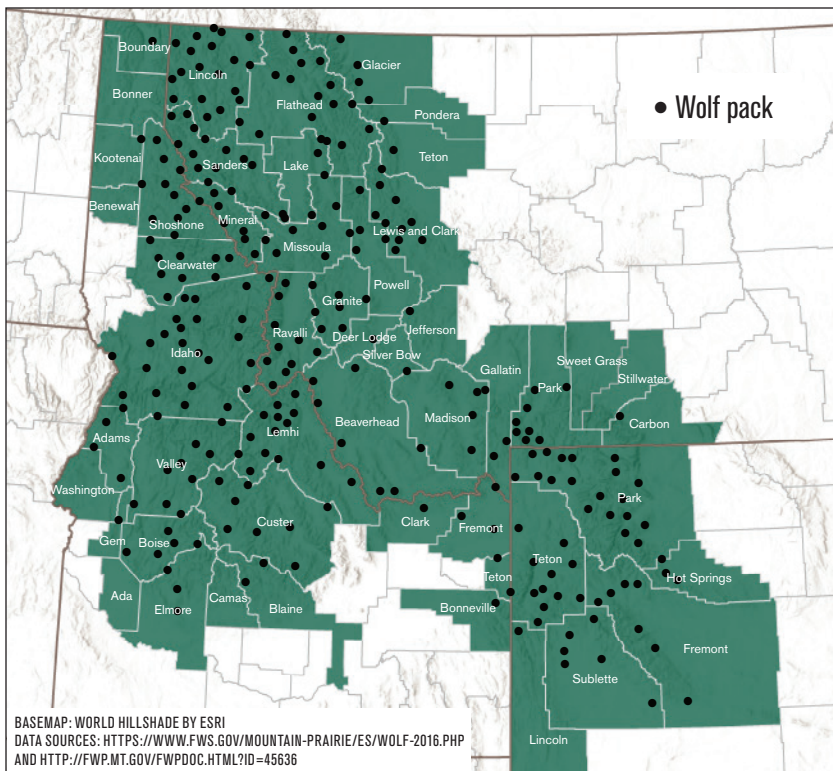 Boundary
Lincoln
Glacier
Bonner
Flathead
Pondera
Wolf pack
Kootenai
Sanders
Lake
Teton
Benewah
Shoshone
Mineral
Lewis and Clark
Missoula
Clearwater
Powell
Granite
Ravalli
Jefferson
Deer Lodge
Idaho
Silver Bow
Gallatin
Sweet Grass
Park
Stillwater
Beaverhead
Madison
Carbon
Adams
Lemhi
Valley
Washington
Park
Custer
Clark
Fremont
Gem
Boise
Teton
Teton
Hot Springs
Ada
Camas
Elmore
Blaine
Bonneville
Fremont
Sublette
Lincoln
BASEMAP: WORLD HILLSHADE BY ESRI
DATA SOURCES: HTTPS://WWW.FWS.GOV/MOUNTAIN-PRAIRIE/ES/WOLF-2016.PHP
AND HTTP://FWP.MT.GOV/FWPDOC.HTML?ID=45636